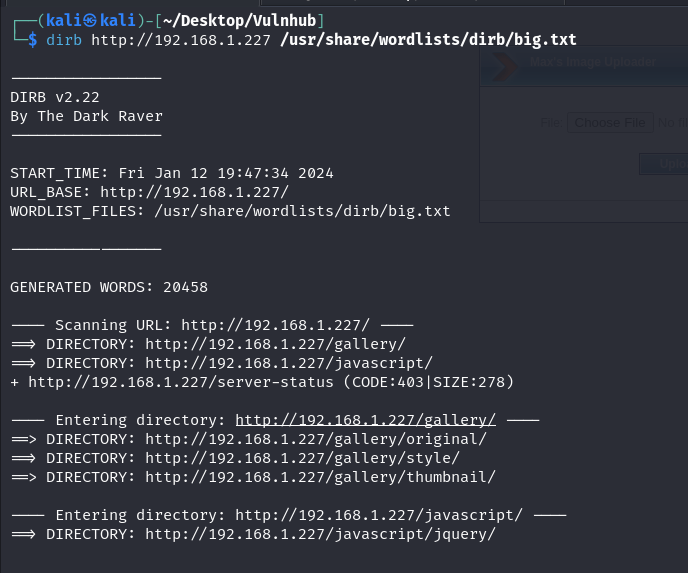 ┌──(kali㉿kali)-[~/Desktop/Vulnhub]
└─$ dirb http://192.168.1.227 /usr/share/wordlists/dirb/big.txt
-----------------
DIRB v2.22
By The Dark Raver
-----------------
START_TIME: Fri Jan 12 19:47:34 2024
URL_BASE: http://192.168.1.227/
WORDLIST_FILES: /usr/share/wordlists/dirb/big.txt
-----------------
GENERATED WORDS: 20458
---- Scanning URL: http://192.168.1.227/ ----
==> DIRECTORY: http://192.168.1.227/gallery/
==> DIRECTORY: http://192.168.1.227/javascript/
+ http://192.168.1.227/server-status (CODE:403|SIZE:278)
---- Entering directory: http://192.168.1.227/gallery/ ----
==> DIRECTORY: http://192.168.1.227/gallery/original/
==> DIRECTORY: http://192.168.1.227/gallery/style/
==> DIRECTORY: http://192.168.1.227/gallery/thumbnail/
---- Entering directory: http://192.168.1.227/javascript/ ----
==> DIRECTORY: http://192.168.1.227/javascript/jquery/
Image Uploader
File:
Choose File